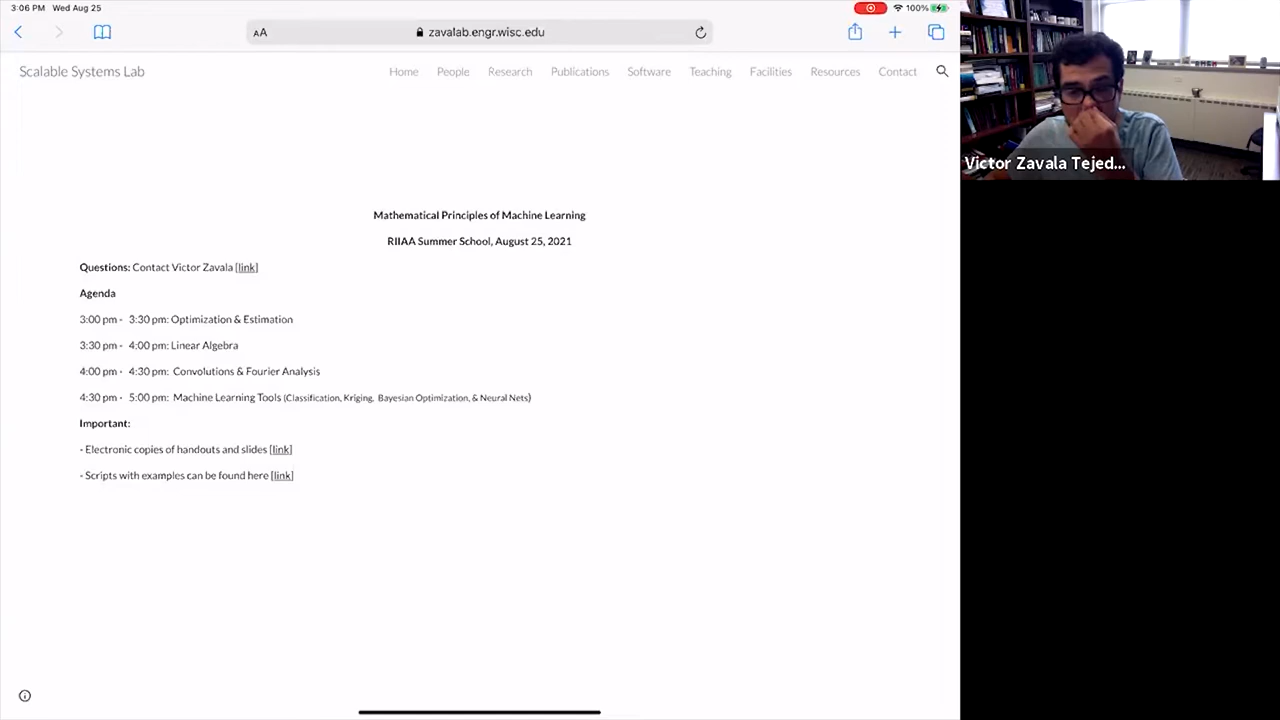 3:06 PM Wed Aug 25
100%
AA
zavalab.engr.wisc.edu
Scalable Systems Lab
Home People Research Publications Software Teaching Facilities Resources Contact
Victor Zavala Tejed...
Mathematical Principles of Machine Learning
RIIAA Summer School, August 25, 2021
Questions: Contact Victor Zavala [link]
Agenda
3:00 pm - 3:30 pm: Optimization & Estimation
3:30 pm - 4:00 pm: Linear Algebra
4:00 pm - 4:30 pm: Convolutions & Fourier Analysis
4:30 pm - 5:00 pm: Machine Learning Tools (Classification, Kriging, Bayesian Optimization, & Neural Nets)
Important:
- Electronic copies of handouts and slides [link]
- Scripts with examples can be found here [link]